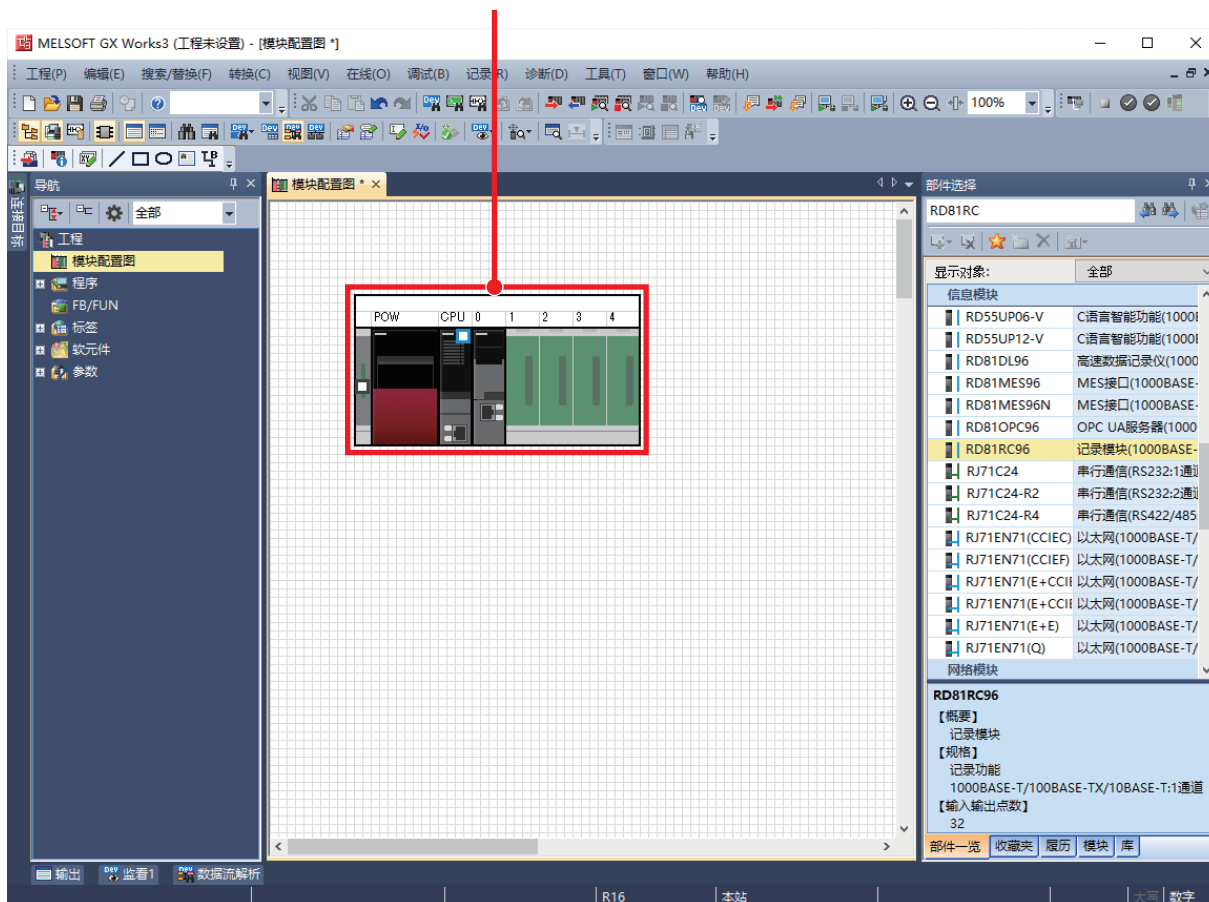 MELSOFT GX Works3 (工程未设置) - [模块配置图 *]
工程(P) 编辑(E) 搜索/替换(F) 转换(C) 视图(V) 在线(O) 调试(B) 记录(R) 诊断(D) 工具(T) 窗口(W) 帮助(H)
100%
连接目标
导航
全部
工程
模块配置图
程序
FB/FUN
标签
软元件
参数
模块配置图 *
POW CPU 0 1 2 3 4
部件选择
RD81RC
显示对象: 全部
信息模块
RD55UP06-V C语言智能功能(1000
RD55UP12-V C语言智能功能(1000
RD81DL96 高速数据记录仪(1000
RD81MES96 MES接口(1000BASE-
RD81MES96N MES接口(1000BASE-
RD81OPC96 OPC UA服务器(1000
RD81RC96 记录模块(1000BASE-
RJ71C24 串行通信(RS232:1通道
RJ71C24-R2 串行通信(RS232:2通道
RJ71C24-R4 串行通信(RS422/485
RJ71EN71(CCIEC) 以太网(1000BASE-T/
RJ71EN71(CCIEF) 以太网(1000BASE-T/
RJ71EN71(E+CCIE 以太网(1000BASE-T/
RJ71EN71(E+CCIE 以太网(1000BASE-T/
RJ71EN71(E+E) 以太网(1000BASE-T/
RJ71EN71(Q) 以太网(1000BASE-T/
网络模块
RD81RC96
【概要】
记录模块
【规格】
记录功能
1000BASE-T/100BASE-TX/10BASE-T:1通道
【输入输出点数】
32
部件一览 收藏夹 履历 模块 库
输出 监看1 数据流解析
R16 本站 大写 数字